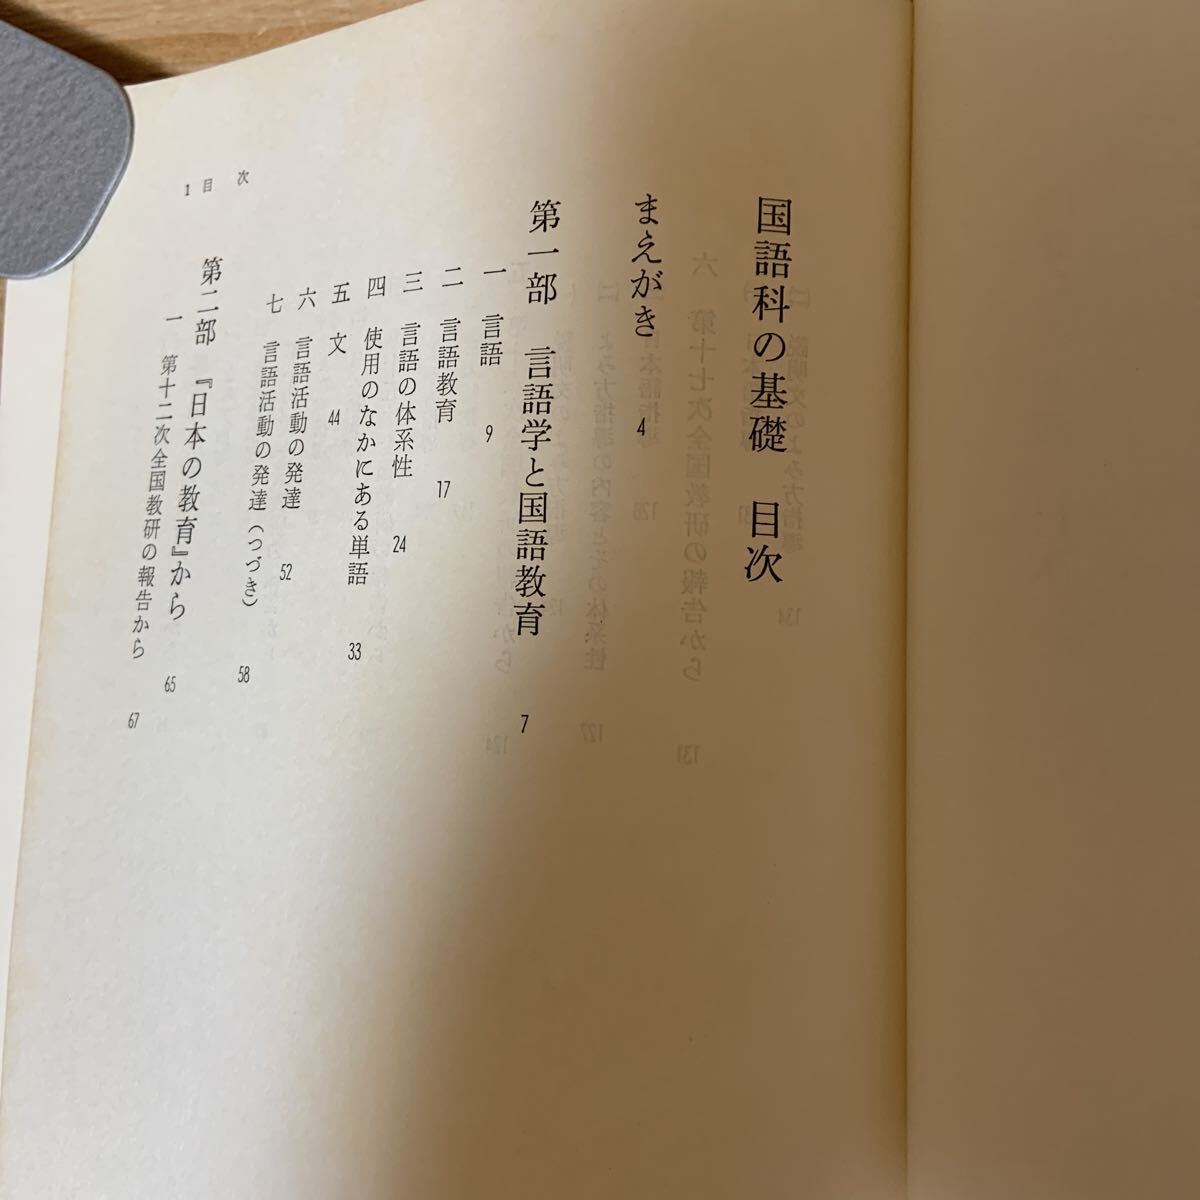 国語科の基礎 目次
まえがき 4
第一部 言語学と国語教育 7
一 言語 9
二 言語教育 17
三 言語の体系性 24
四 使用のなかにある単語 33
五 文 44
六 言語活動の発達 52
七 言語活動の発達(つづき) 58
第二部 『日本の教育』から 65
一 第十二次全国教研の報告から 67
1 目 次